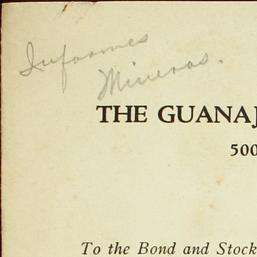 Informes
Mineros.
THE GUANAJ
500
To the Bond and Stock